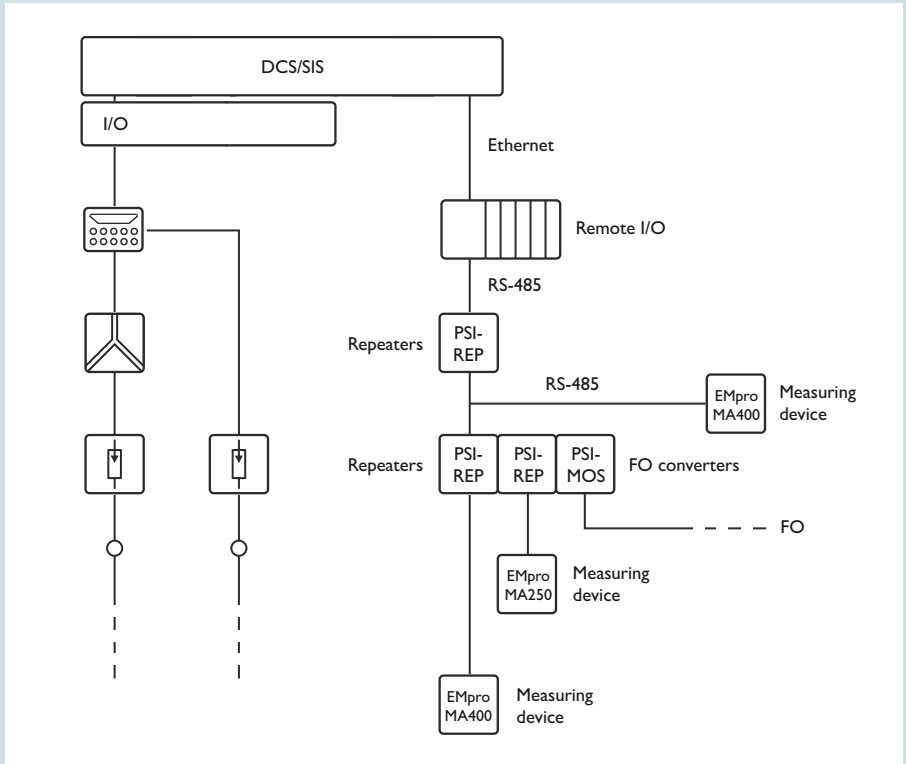 DCS/SIS
I/O
Ethernet
Remote I/O
RS-485
Repeaters
PSI-
REP
RS-485
EMpro
MA400
Measuring
device
Repeaters
PSI-
REP
PSI-
REP
PSI-
MOS
FO converters
FO
EMpro
MA250
Measuring
device
EMpro
MA400
Measuring
device